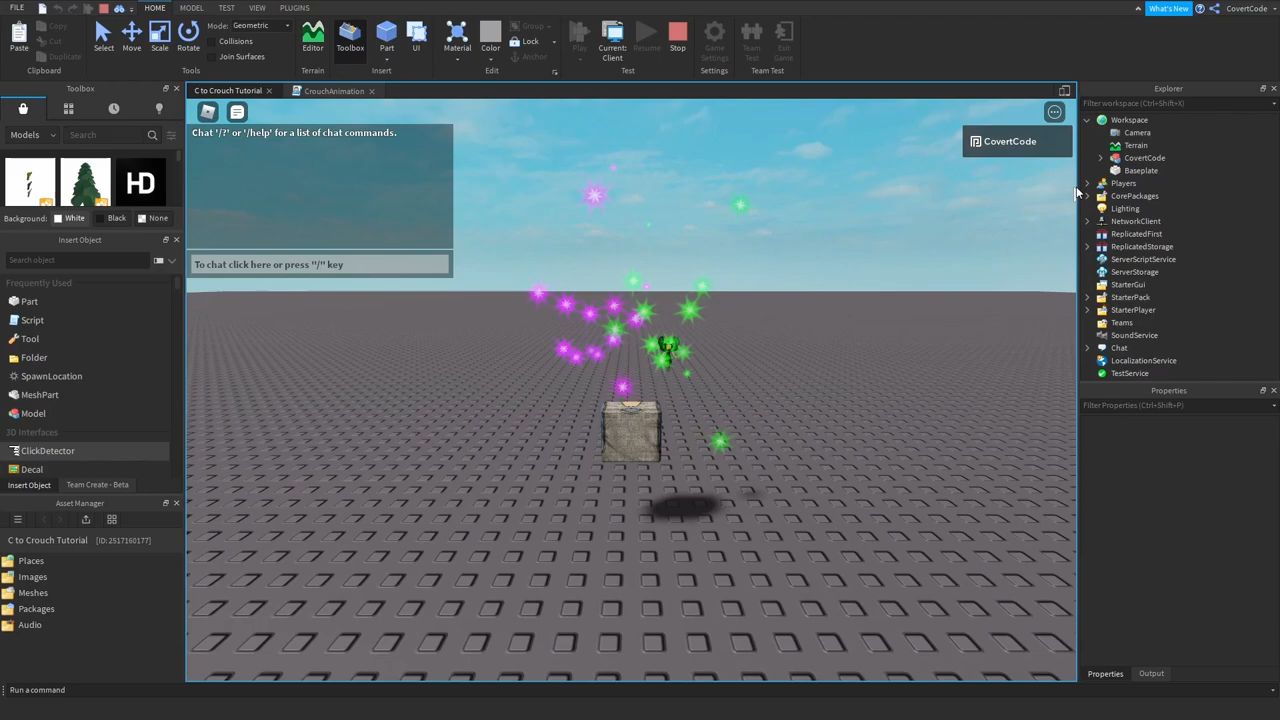 FILE HOME MODEL TEST VIEW PLUGINS What's New CovertCode
Paste Copy Cut Duplicate Select Move Scale Rotate Mode: Geometric Collisions Join Surfaces Editor Toolbox Part UI Material Color Group Lock Anchor Play Current: Client Resume Stop Game Settings Team Test Exit Game
Clipboard Tools Terrain Insert Edit Test Settings Team Test
Toolbox
Models Search
HD
Background: White Black None
Insert Object
Search object
Frequently Used
Part
Script
Tool
Folder
SpawnLocation
MeshPart
Model
3D Interfaces
ClickDetector
Decal
Insert Object Team Create - Beta
Asset Manager
C to Crouch Tutorial [ID:2517160177]
Places
Images
Meshes
Packages
Audio
Run a command
C to Crouch Tutorial CrouchAnimation
Chat '/?' or '/help' for a list of chat commands.
To chat click here or press "/" key
CovertCode
Explorer
Filter workspace (Ctrl+Shift+X)
Workspace
Camera
Terrain
CovertCode
Baseplate
Players
CorePackages
Lighting
NetworkClient
ReplicatedFirst
ReplicatedStorage
ServerScriptService
ServerStorage
StarterGui
StarterPack
StarterPlayer
Teams
SoundService
Chat
LocalizationService
TestService
Properties
Filter Properties (Ctrl+Shift+P)
Properties Output